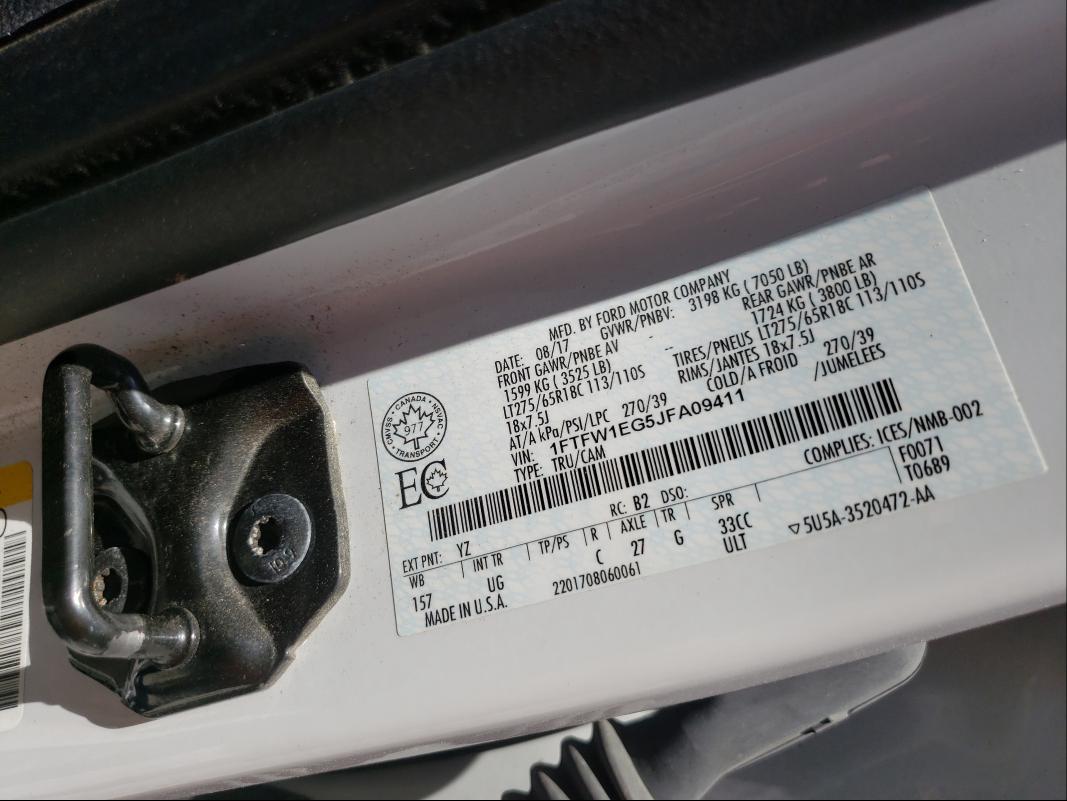 MFD. BY FORD MOTOR COMPANY
DATE: 08/17 GVWR/PNBV: 3198 KG ( 7050 LB)
FRONT GAWR/PNBE AV REAR GAWR/PNBE AR
1599 KG ( 3525 LB) - - 1724 KG ( 3800 LB)
LT275/65R18C 113/110S TIRES/PNEUS LT275/65R18C 113/110S
18x7.5J RIMS/JANTES 18x7.5J
AT/A kPa/PSI/LPC 270/39 COLD/A FROID 270/39
VIN: 1FTFW1EG5JFA09411 /JUMELEES
TYPE: TRU/CAM
CMVSS • CANADA • NSVAC
977
• TRANSPORT •
EC
COMPLIES: ICES/NMB-002
EXT PNT: YZ RC: B2 DSO: F0071
WB INT TR TP/PS R AXLE TR SPR T0689
157 UG C 27 G 33CC
ULT
MADE IN U.S.A. 2201708060061 ▽5U5A-3520472-AA